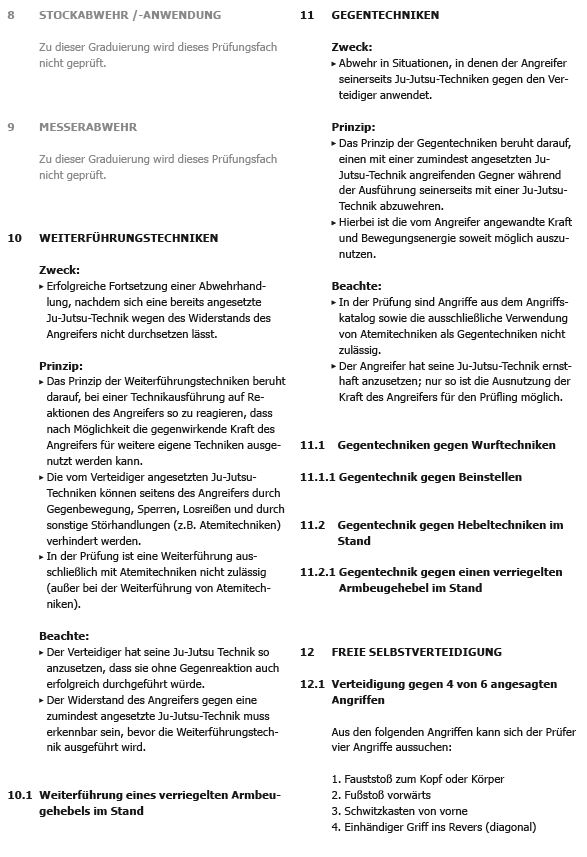 8 STOCKABWEHR /-ANWENDUNG
Zu dieser Graduierung wird dieses Prüfungsfach
nicht geprüft.
9 MESSERABWEHR
Zu dieser Graduierung wird dieses Prüfungsfach
nicht geprüft.
10 WEITERFÜHRUNGSTECHNIKEN
Zweck:
▸ Erfolgreiche Fortsetzung einer Abwehrhand-
lung, nachdem sich eine bereits angesetzte
Ju-Jutsu-Technik wegen des Widerstands des
Angreifers nicht durchsetzen lässt.
Prinzip:
▸ Das Prinzip der Weiterführungstechniken beruht
darauf, bei einer Technikausführung auf Re-
aktionen des Angreifers so zu reagieren, dass
nach Möglichkeit die gegenwirkende Kraft des
Angreifers für weitere eigene Techniken ausge-
nutzt werden kann.
▸ Die vom Verteidiger angesetzten Ju-Jutsu-
Techniken können seitens des Angreifers durch
Gegenbewegung, Sperren, Losreißen und durch
sonstige Störhandlungen (z.B. Atemitechniken)
verhindert werden.
▸ In der Prüfung ist eine Weiterführung aus-
schließlich mit Atemitechniken nicht zulässig
(außer bei der Weiterführung von Atemitech-
niken).
Beachte:
▸ Der Verteidiger hat seine Ju-Jutsu Technik so
anzusetzen, dass sie ohne Gegenreaktion auch
erfolgreich durchgeführt würde.
▸ Der Widerstand des Angreifers gegen eine
zumindest angesetzte Ju-Jutsu-Technik muss
erkennbar sein, bevor die Weiterführungstech-
nik ausgeführt wird.
10.1 Weiterführung eines verriegelten Armbeu-
gehebels im Stand
11 GEGENTECHNIKEN
Zweck:
▸ Abwehr in Situationen, in denen der Angreifer
seinerseits Ju-Jutsu-Techniken gegen den Ver-
teidiger anwendet.
Prinzip:
▸ Das Prinzip der Gegentechniken beruht darauf,
einen mit einer zumindest angesetzten Ju-
Jutsu-Technik angreifenden Gegner während
der Ausführung seinerseits mit einer Ju-Jutsu-
Technik abzuwehren.
▸ Hierbei ist die vom Angreifer angewandte Kraft
und Bewegungsenergie soweit möglich auszu-
nutzen.
Beachte:
▸ In der Prüfung sind Angriffe aus dem Angriffs-
katalog sowie die ausschließliche Verwendung
von Atemitechniken als Gegentechniken nicht
zulässig.
▸ Der Angreifer hat seine Ju-Jutsu-Technik ernst-
haft anzusetzen; nur so ist die Ausnutzung der
Kraft des Angreifers für den Prüfling möglich.
11.1 Gegentechniken gegen Wurftechniken
11.1.1 Gegentechnik gegen Beinstellen
11.2 Gegentechnik gegen Hebeltechniken im
Stand
11.2.1 Gegentechnik gegen einen verriegelten
Armbeugehebel im Stand
12 FREIE SELBSTVERTEIDIGUNG
12.1 Verteidigung gegen 4 von 6 angesagten
Angriffen
Aus den folgenden Angriffen kann sich der Prüfer
vier Angriffe aussuchen:
1. Fauststoß zum Kopf oder Körper
2. Fußstoß vorwärts
3. Schwitzkasten von vorne
4. Einhändiger Griff ins Revers (diagonal)